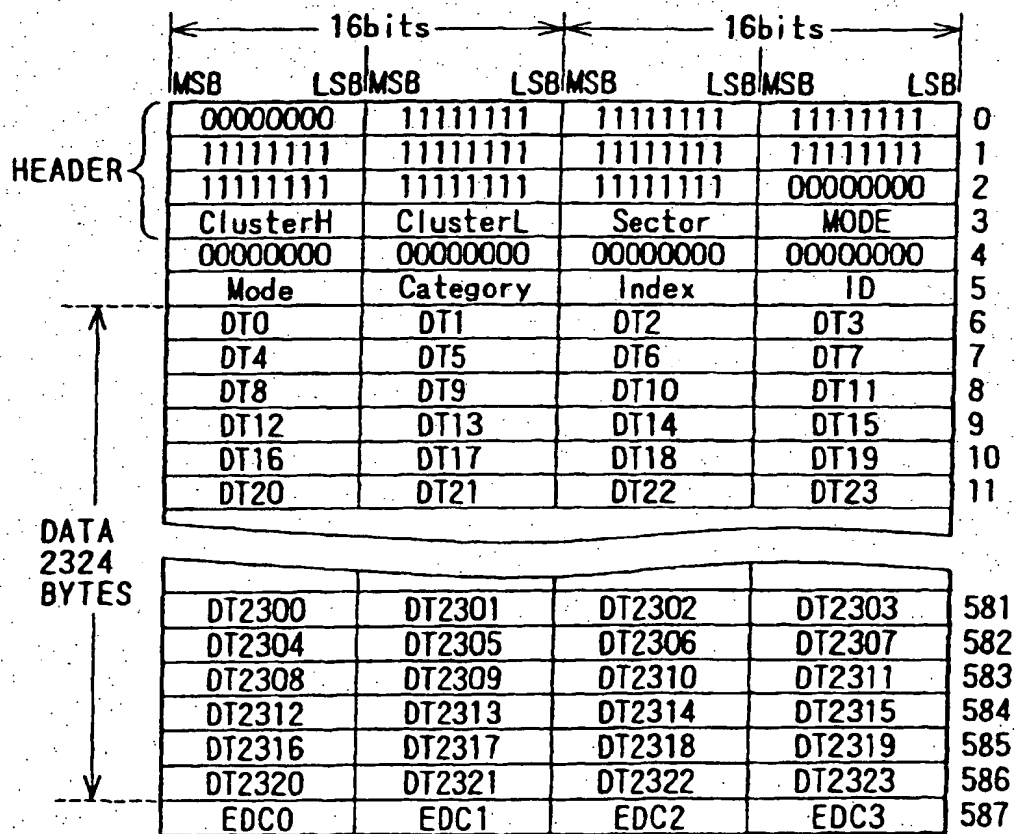 16bits 16bits
MSB LSB MSB LSB MSB LSB MSB LSB
00000000 11111111 11111111 11111111 0
11111111 11111111 11111111 11111111 1
HEADER
11111111 11111111 11111111 00000000 2
ClusterH ClusterL Sector MODE 3
00000000 00000000 00000000 00000000 4
Mode Category Index ID 5
DT0 DT1 DT2 DT3 6
DT4 DT5 DT6 DT7 7
DT8 DT9 DT10 DT11 8
DT12 DT13 DT14 DT15 9
DT16 DT17 DT18 DT19 10
DT20 DT21 DT22 DT23 11
DATA
2324
BYTES
DT2300 DT2301 DT2302 DT2303 581
DT2304 DT2305 DT2306 DT2307 582
DT2308 DT2309 DT2310 DT2311 583
DT2312 DT2313 DT2314 DT2315 584
DT2316 DT2317 DT2318 DT2319 585
DT2320 DT2321 DT2322 DT2323 586
EDC0 EDC1 EDC2 EDC3 587